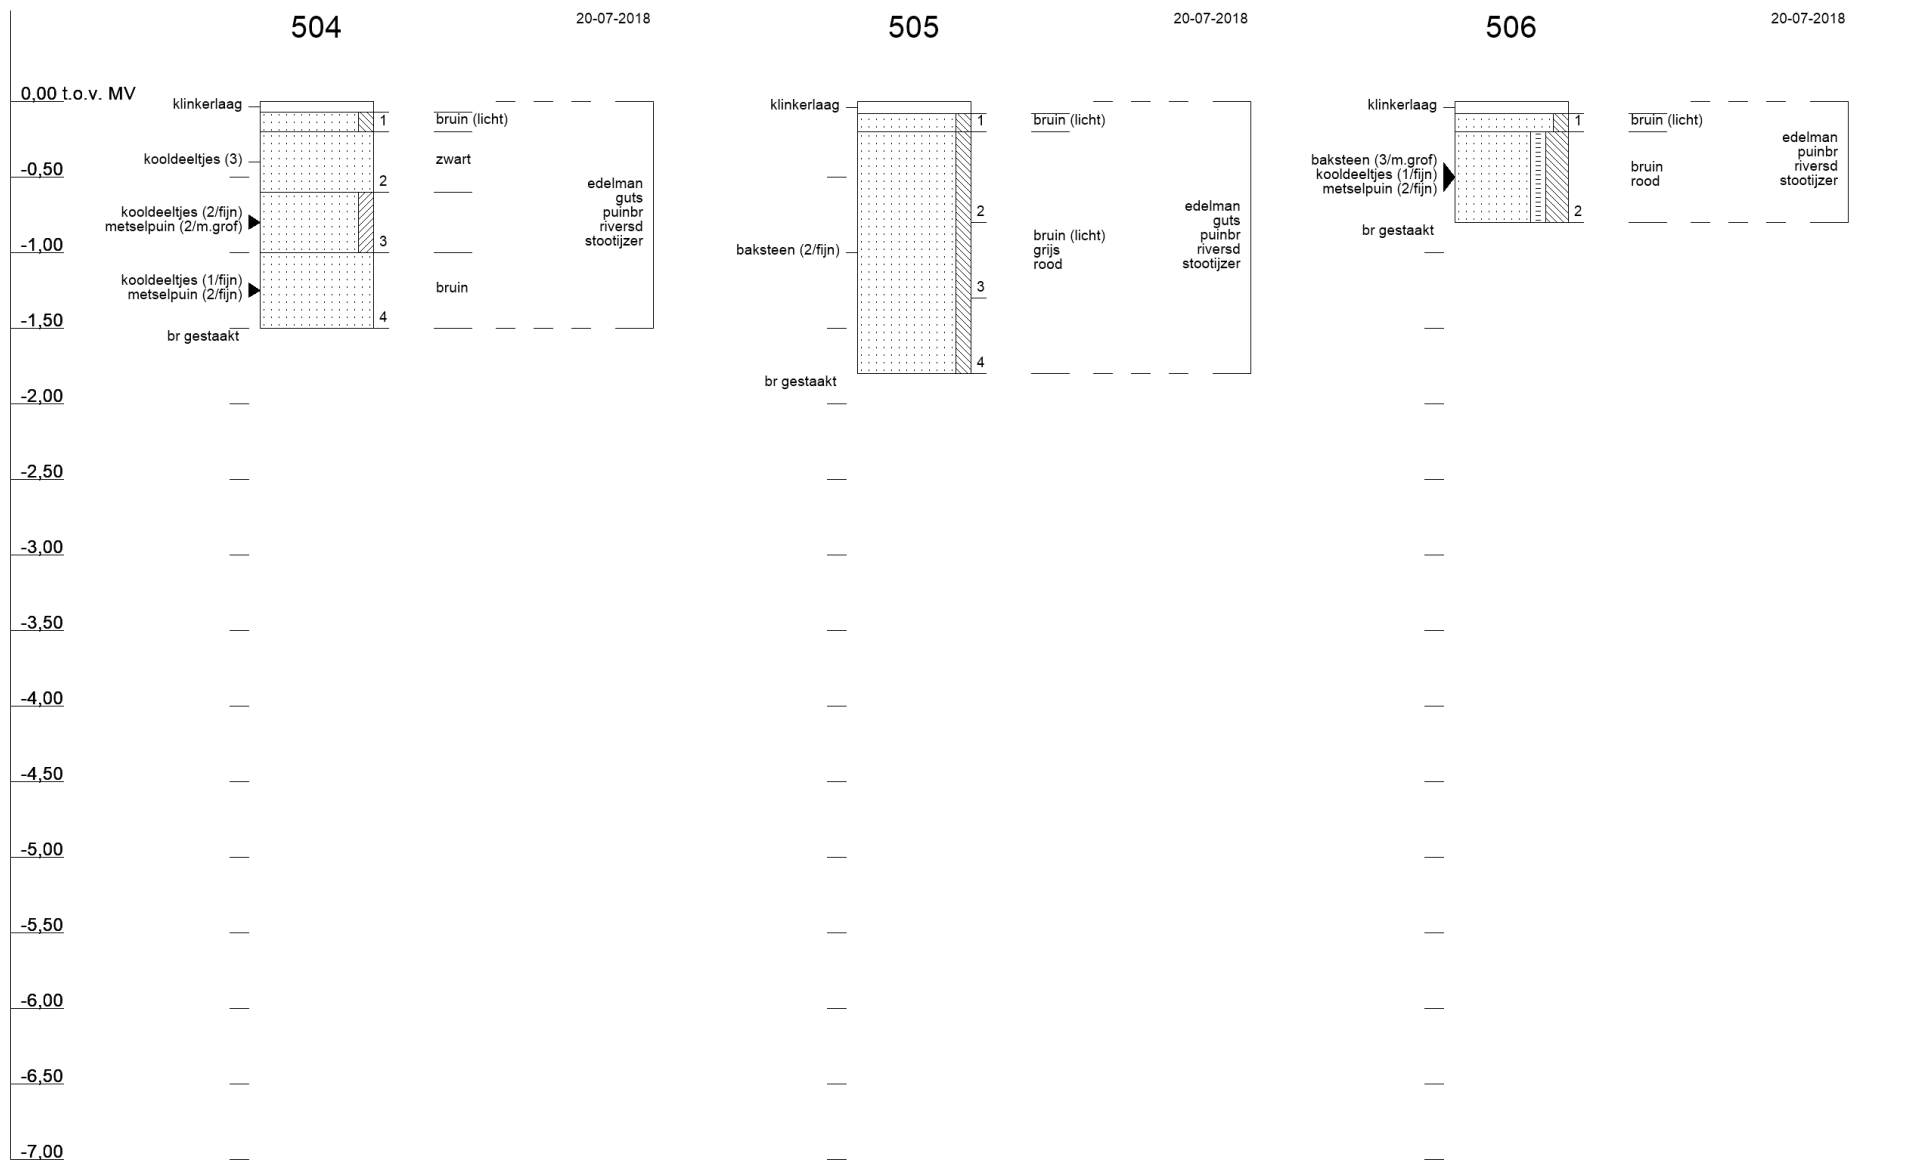 504
20-07-2018
505
20-07-2018
506
20-07-2018
0,00 t.o.v. MV
-0,50
-1,00
-1,50
-2,00
-2,50
-3,00
-3,50
-4,00
-4,50
-5,00
-5,50
-6,00
-6,50
-7,00
klinkerlaag
kooldeeltjes (3)
kooldeeltjes (2/fijn)
metselpuin (2/m.grof)
kooldeeltjes (1/fijn)
metselpuin (2/fijn)
br gestaakt
1
2
3
4
bruin (licht)
zwart
bruin
edelman
guts
puinbr
riversd
stootijzer
klinkerlaag
baksteen (2/fijn)
br gestaakt
1
2
3
4
bruin (licht)
bruin (licht)
grijs
rood
edelman
guts
puinbr
riversd
stootijzer
klinkerlaag
baksteen (3/m.grof)
kooldeeltjes (1/fijn)
metselpuin (2/fijn)
br gestaakt
1
2
bruin (licht)
bruin
rood
edelman
puinbr
riversd
stootijzer